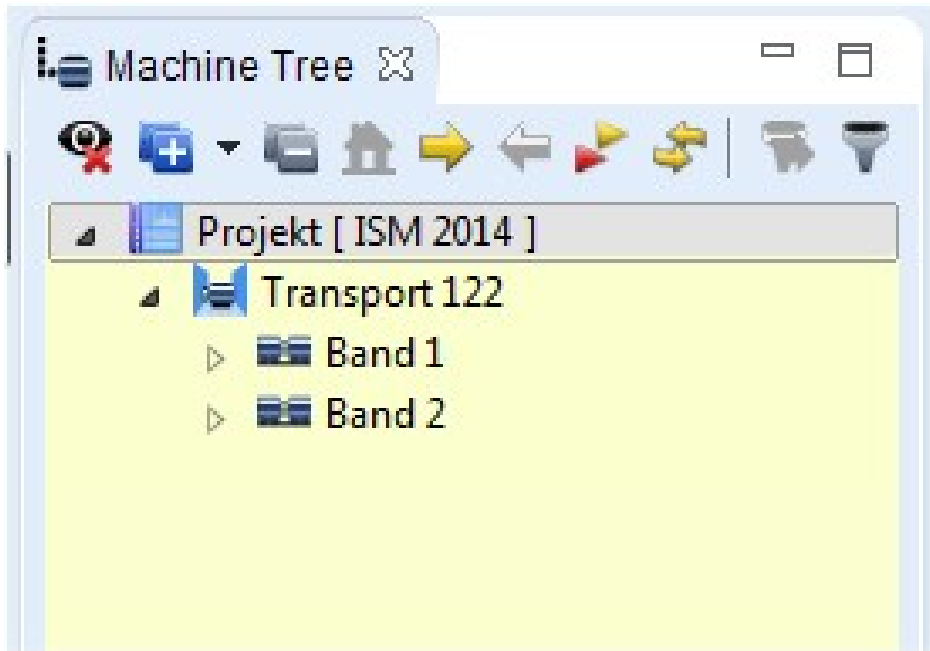 Machine Tree
Projekt [ ISM 2014 ]
Transport 122
Band 1
Band 2